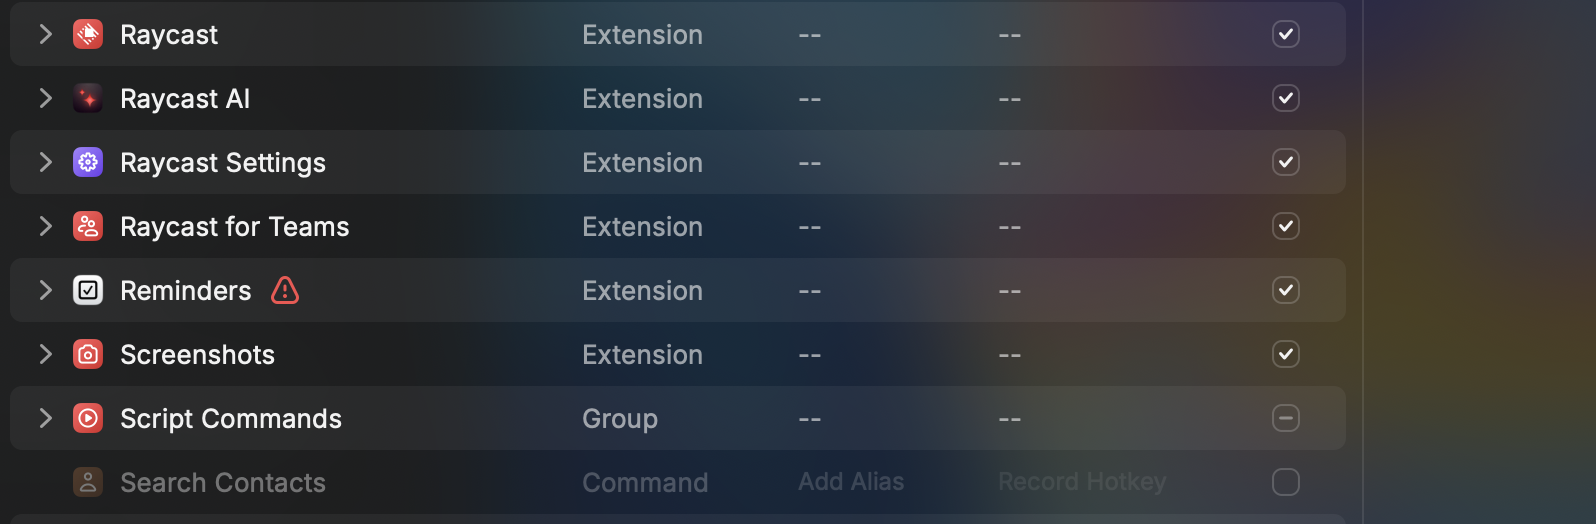 Raycast Extension -- --
Raycast AI Extension -- --
Raycast Settings Extension -- --
Raycast for Teams Extension -- --
Reminders Extension -- --
Screenshots Extension -- --
Script Commands Group -- --
Search Contacts Command Add Alias Record Hotkey